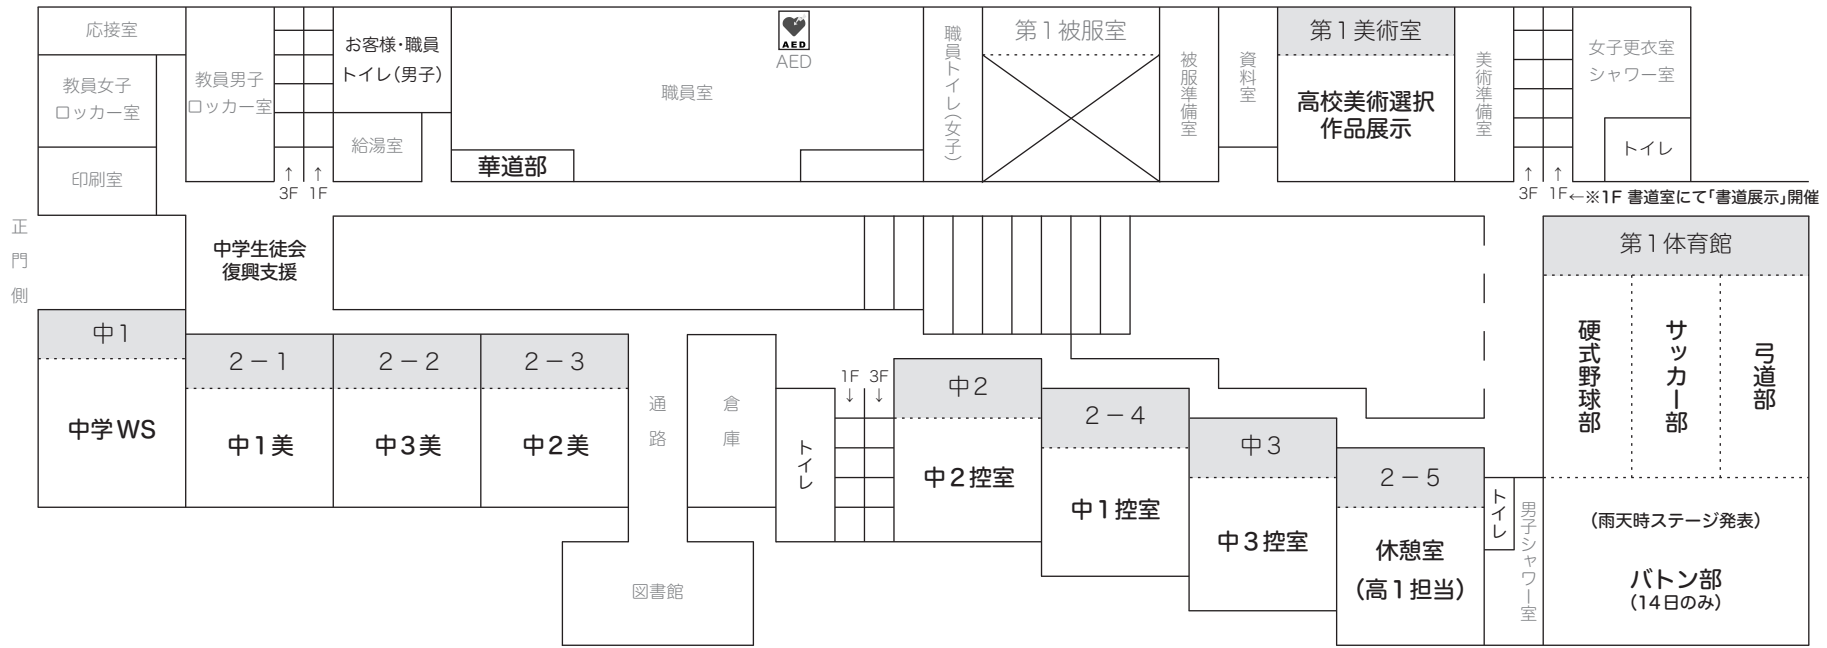 応接室
教員女子
ロッカー室
印刷室
教員男子
ロッカー室
↑
3F
↑
1F
お客様・職員
トイレ(男子)
給湯室
職員室
華道部
AED
AED
職員トイレ(女子)
第1被服室
被服準備室
資料室
第1美術室
高校美術選択
作品展示
美術準備室
↑
3F
↑
1F
女子更衣室
シャワー室
トイレ
←※1F 書道室にて「書道展示」開催
正門側
中学生徒会
復興支援
第1体育館
硬式野球部
サッカー部
弓道部
(雨天時ステージ発表)
バトン部
(14日のみ)
中1
中学WS
2-1
中1美
2-2
中3美
2-3
中2美
通路
図書館
倉庫
トイレ
1F
↓
3F
↓
中2
中2控室
2-4
中1控室
中3
中3控室
2-5
休憩室
(高1担当)
トイレ
男子シャワー室